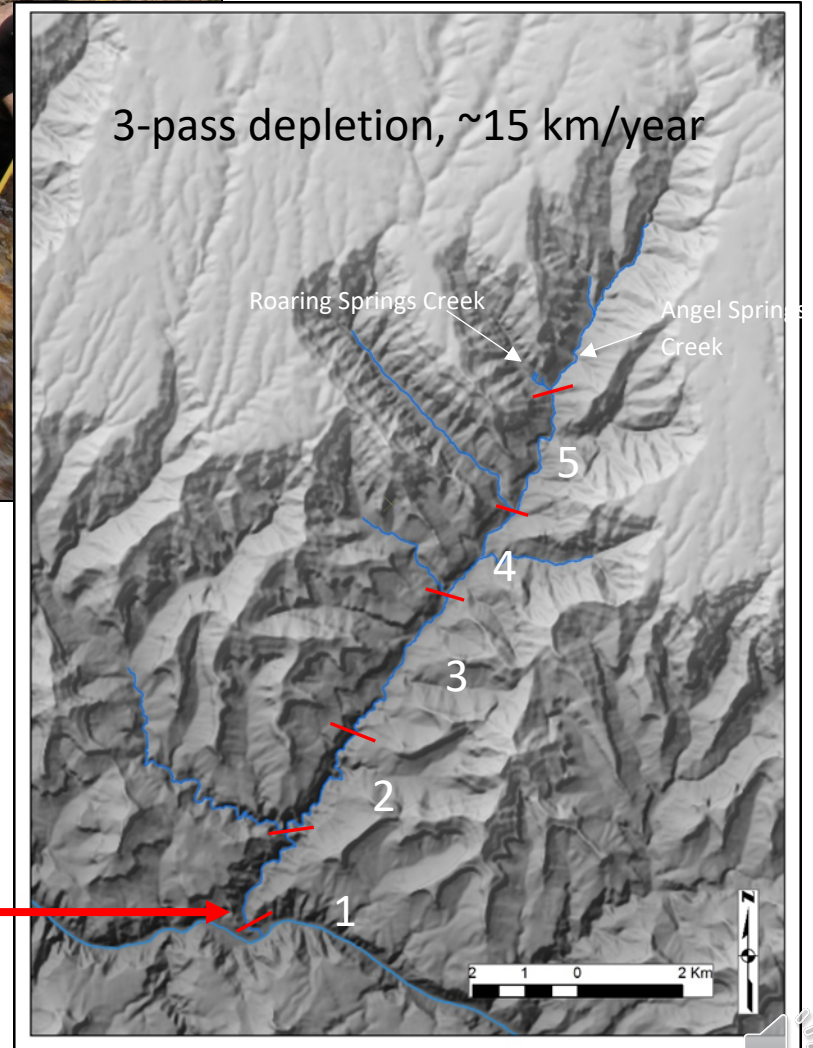 3-pass depletion, ~15 km/year
Roaring Springs Creek
Angel Springs
Creek
5
4
3
2
1
N
2 1 0 2 Km